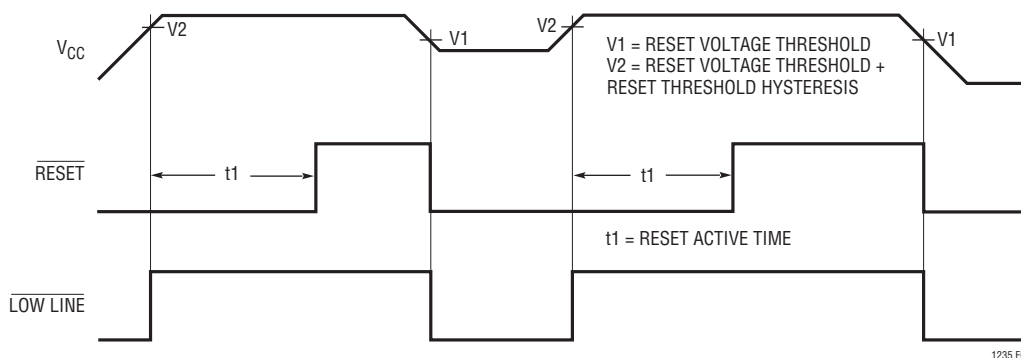 V2
V1
V2
V1
VCC
V1 = RESET VOLTAGE THRESHOLD
V2 = RESET VOLTAGE THRESHOLD +
RESET THRESHOLD HYSTERESIS
RESET
t1
t1
t1 = RESET ACTIVE TIME
LOW LINE
1235 F